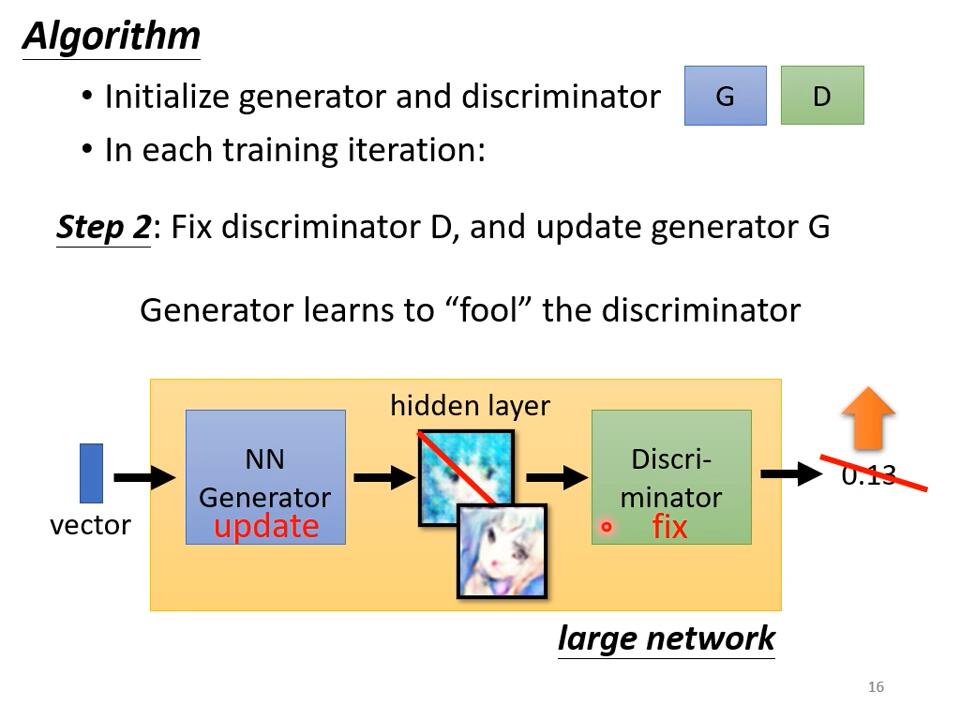 Algorithm
• Initialize generator and discriminator G D
• In each training iteration:
Step 2: Fix discriminator D, and update generator G
Generator learns to “fool” the discriminator
hidden layer
NN
Generator
update
Discri-
minator
fix
0.13
vector
large network
16